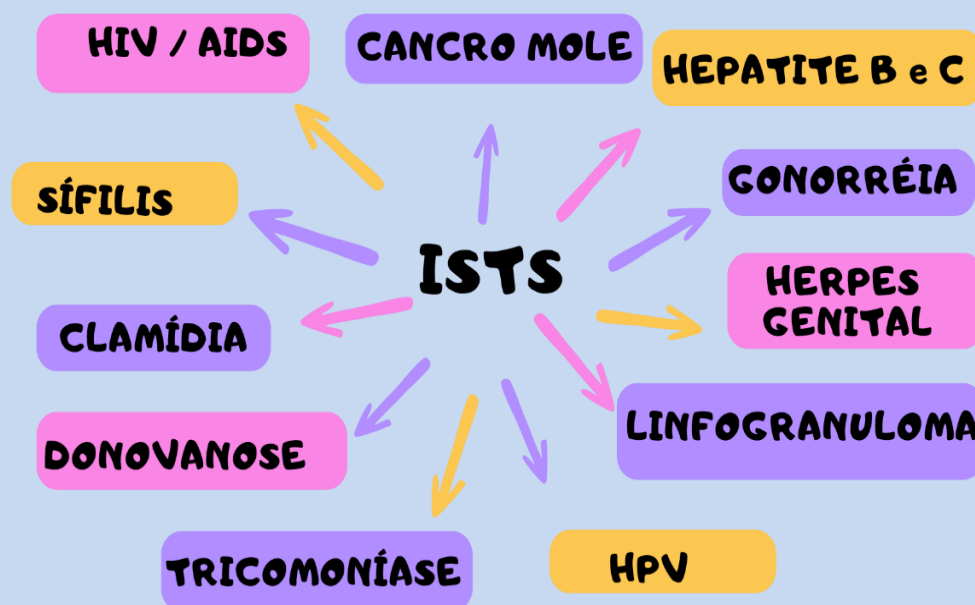 HIV / AIDS
CANCRO MOLE
HEPATITE B e C
SÍFILIS
GONORRÉIA
ISTS
HERPES
GENITAL
CLAMÍDIA
LINFOGRANULOMA
DONOVANOSE
TRICOMONÍASE
HPV